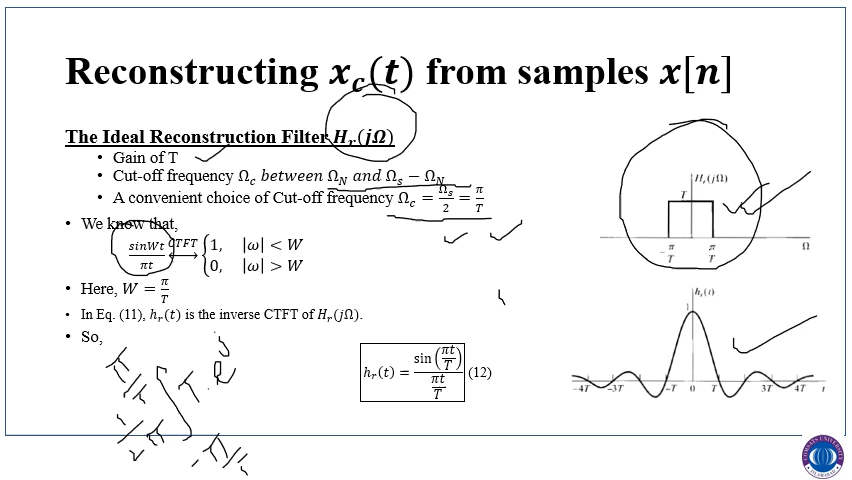 Reconstructing x_c(t) from samples x[n]
The Ideal Reconstruction Filter H_r(jΩ)
• Gain of T
• Cut-off frequency Ω_c between Ω_N and Ω_s − Ω_N
• A convenient choice of Cut-off frequency Ω_c = Ω_s/2 = π/T
• We know that,
sinWt/πt ⟷CTFT {1, |ω| < W
0, |ω| > W
• Here, W = π/T
• In Eq. (11), h_r(t) is the inverse CTFT of H_r(jΩ).
• So,
h_r(t) = sin(πt/T) / (πt/T) (12)
H_r(jΩ)
T
−π/T π/T Ω
h_r(t)
1
−4T −3T −T 0 T 3T 4T t